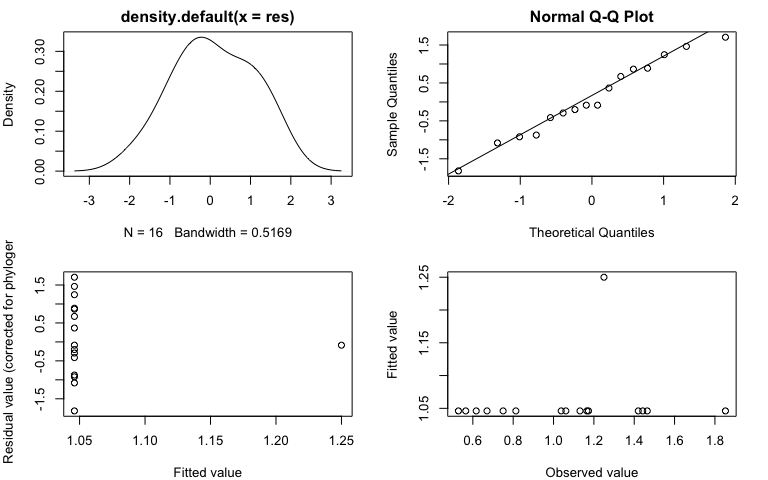 density.default(x = res)
Density
0.00 0.10 0.20 0.30
-3 -2 -1 0 1 2 3
N = 16 Bandwidth = 0.5169
Normal Q-Q Plot
Sample Quantiles
-1.5 -0.5 0.5 1.5
-2 -1 0 1 2
Theoretical Quantiles
Residual value (corrected for phyloger
-1.5 -0.5 0.5 1.5
1.05 1.10 1.15 1.20 1.25
Fitted value
Fitted value
1.05 1.15 1.25
0.6 0.8 1.0 1.2 1.4 1.6 1.8
Observed value